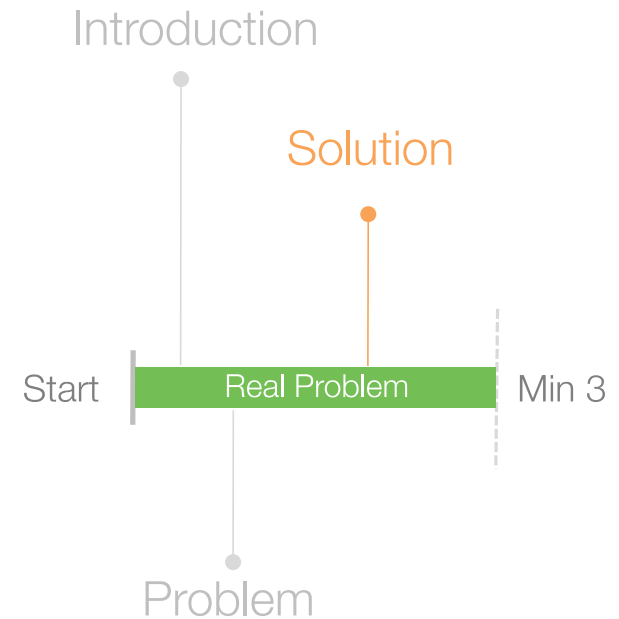 Introduction
Solution
Start
Real Problem
Min 3
Problem